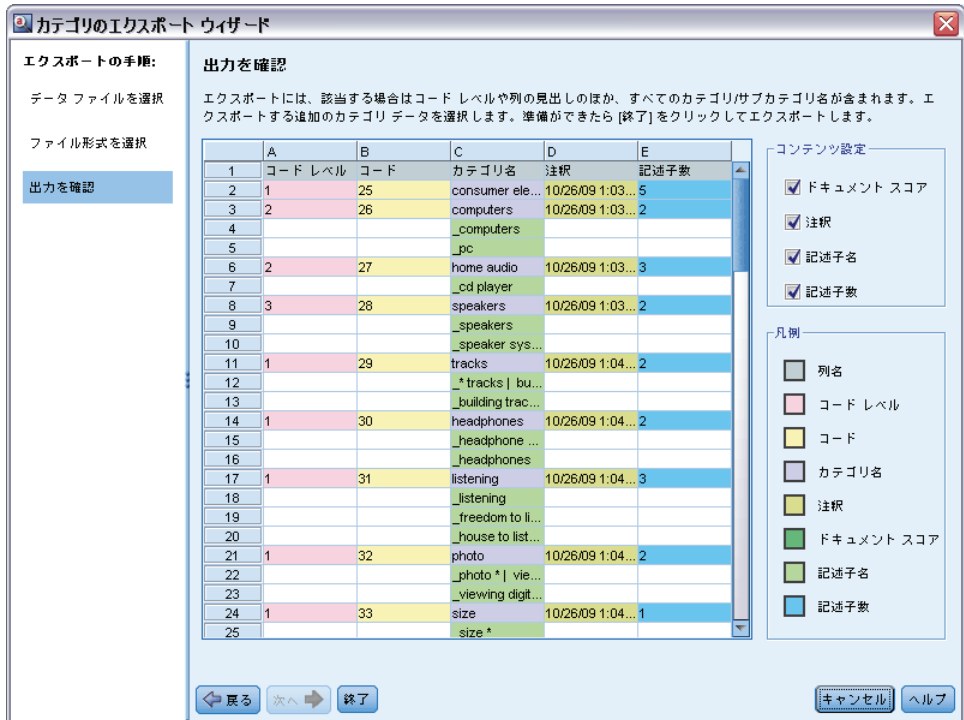 カテゴリのエクスポート ウィザード
エクスポートの手順:
データ ファイルを選択
ファイル形式を選択
出力を確認
出力を確認
エクスポートには、該当する場合はコード レベルや列の見出しのほか、すべてのカテゴリ/サブカテゴリ名が含まれます。エ
クスポートする追加のカテゴリ データを選択します。準備ができたら [終了] をクリックしてエクスポートします。
A B C D E
1 コード レベル コード カテゴリ名 注釈 記述子数
2 1 25 consumer ele... 10/26/09 1:03... 5
3 2 26 computers 10/26/09 1:03... 2
4 _computers
5 _pc
6 2 27 home audio 10/26/09 1:03... 3
7 _cd player
8 3 28 speakers 10/26/09 1:03... 2
9 _speakers
10 _speaker sys...
11 1 29 tracks 10/26/09 1:04... 2
12 _* tracks | bu...
13 _building trac...
14 1 30 headphones 10/26/09 1:04... 2
15 _headphone ...
16 _headphones
17 1 31 listening 10/26/09 1:04... 3
18 _listening
19 _freedom to li...
20 _house to list...
21 1 32 photo 10/26/09 1:04... 2
22 _photo * | vie...
23 _viewing digit...
24 1 33 size 10/26/09 1:04... 1
25 _size *
コンテンツ設定
ドキュメント スコア
注釈
記述子名
記述子数
凡例
列名
コード レベル
コード
カテゴリ名
注釈
ドキュメント スコア
記述子名
記述子数
戻る 次へ 終了 キャンセル ヘルプ